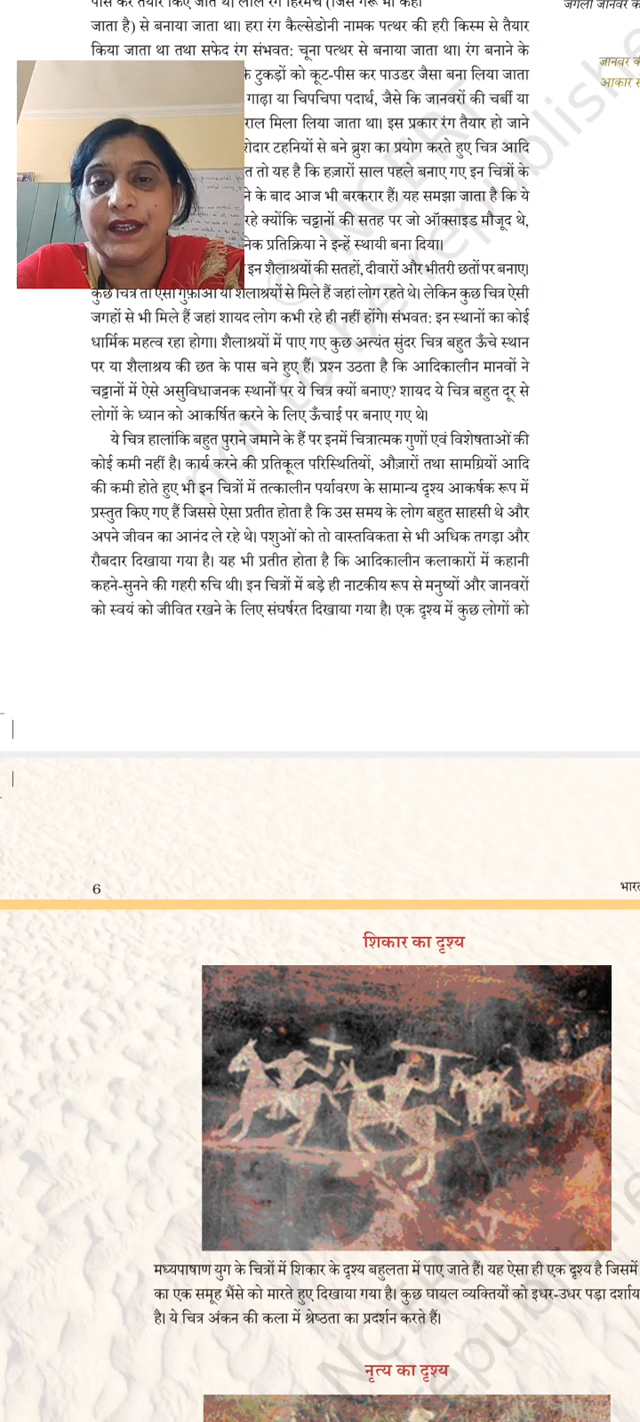 जाता है) से बनाया जाता था। हरा रंग कैल्सेडोनी नामक पत्थर की हरी किस्म से तैयार
किया जाता था तथा सफेद रंग संभवत: चूना पत्थर से बनाया जाता था। रंग बनाने के
के टुकड़ों को कूट-पीस कर पाउडर जैसा बना लिया जाता
गाढ़ा या चिपचिपा पदार्थ, जैसे कि जानवरों की चर्बी या
राल मिला लिया जाता था। इस प्रकार रंग तैयार हो जाने
टहनियों से बने ब्रुश का प्रयोग करते हुए चित्र आदि
तो यह है कि हज़ारों साल पहले बनाए गए इन चित्रों के
के बाद आज भी बरकरार हैं। यह समझा जाता है कि ये
रहे क्योंकि चट्टानों की सतह पर जो ऑक्साइड मौजूद थे,
प्रतिक्रिया ने इन्हें स्थायी बना दिया।
इन शैलाश्रयों की सतहों, दीवारों और भीतरी छतों पर बनाए।
कुछ चित्र तो ऐसी गुफ़ाओं या शैलाश्रयों से मिले हैं जहां लोग रहते थे। लेकिन कुछ चित्र ऐसी
जगहों से भी मिले हैं जहां शायद लोग कभी रहे ही नहीं होंगे। संभवत: इन स्थानों का कोई
धार्मिक महत्व रहा होगा। शैलाश्रयों में पाए गए कुछ अत्यंत सुंदर चित्र बहुत ऊँचे स्थान
पर या शैलाश्रय की छत के पास बने हुए हैं। प्रश्न उठता है कि आदिकालीन मानवों ने
चट्टानों में ऐसे असुविधाजनक स्थानों पर ये चित्र क्यों बनाए? शायद ये चित्र बहुत दूर से
लोगों के ध्यान को आकर्षित करने के लिए ऊँचाई पर बनाए गए थे।
ये चित्र हालांकि बहुत पुराने जमाने के हैं पर इनमें चित्रात्मक गुणों एवं विशेषताओं की
कोई कमी नहीं है। कार्य करने की प्रतिकूल परिस्थितियों, औज़ारों तथा सामग्रियों आदि
की कमी होते हुए भी इन चित्रों में तत्कालीन पर्यावरण के सामान्य दृश्य आकर्षक रूप में
प्रस्तुत किए गए हैं जिससे ऐसा प्रतीत होता है कि उस समय के लोग बहुत साहसी थे और
अपने जीवन का आनंद ले रहे थे। पशुओं को तो वास्तविकता से भी अधिक तगड़ा और
रौबदार दिखाया गया है। यह भी प्रतीत होता है कि आदिकालीन कलाकारों में कहानी
कहने-सुनने की गहरी रुचि थी। इन चित्रों में बड़े ही नाटकीय रूप से मनुष्यों और जानवरों
को स्वयं को जीवित रखने के लिए संघर्षरत दिखाया गया है। एक दृश्य में कुछ लोगों को
जानवर
आकार
6
शिकार का दृश्य
मध्यपाषाण युग के चित्रों में शिकार के दृश्य बहुलता में पाए जाते हैं। यह ऐसा ही एक दृश्य है जिसमें
का एक समूह भैंसे को मारते हुए दिखाया गया है। कुछ घायल व्यक्तियों को इधर-उधर पड़ा
है। ये चित्र अंकन की कला में श्रेष्ठता का प्रदर्शन करते हैं।
नृत्य का दृश्य